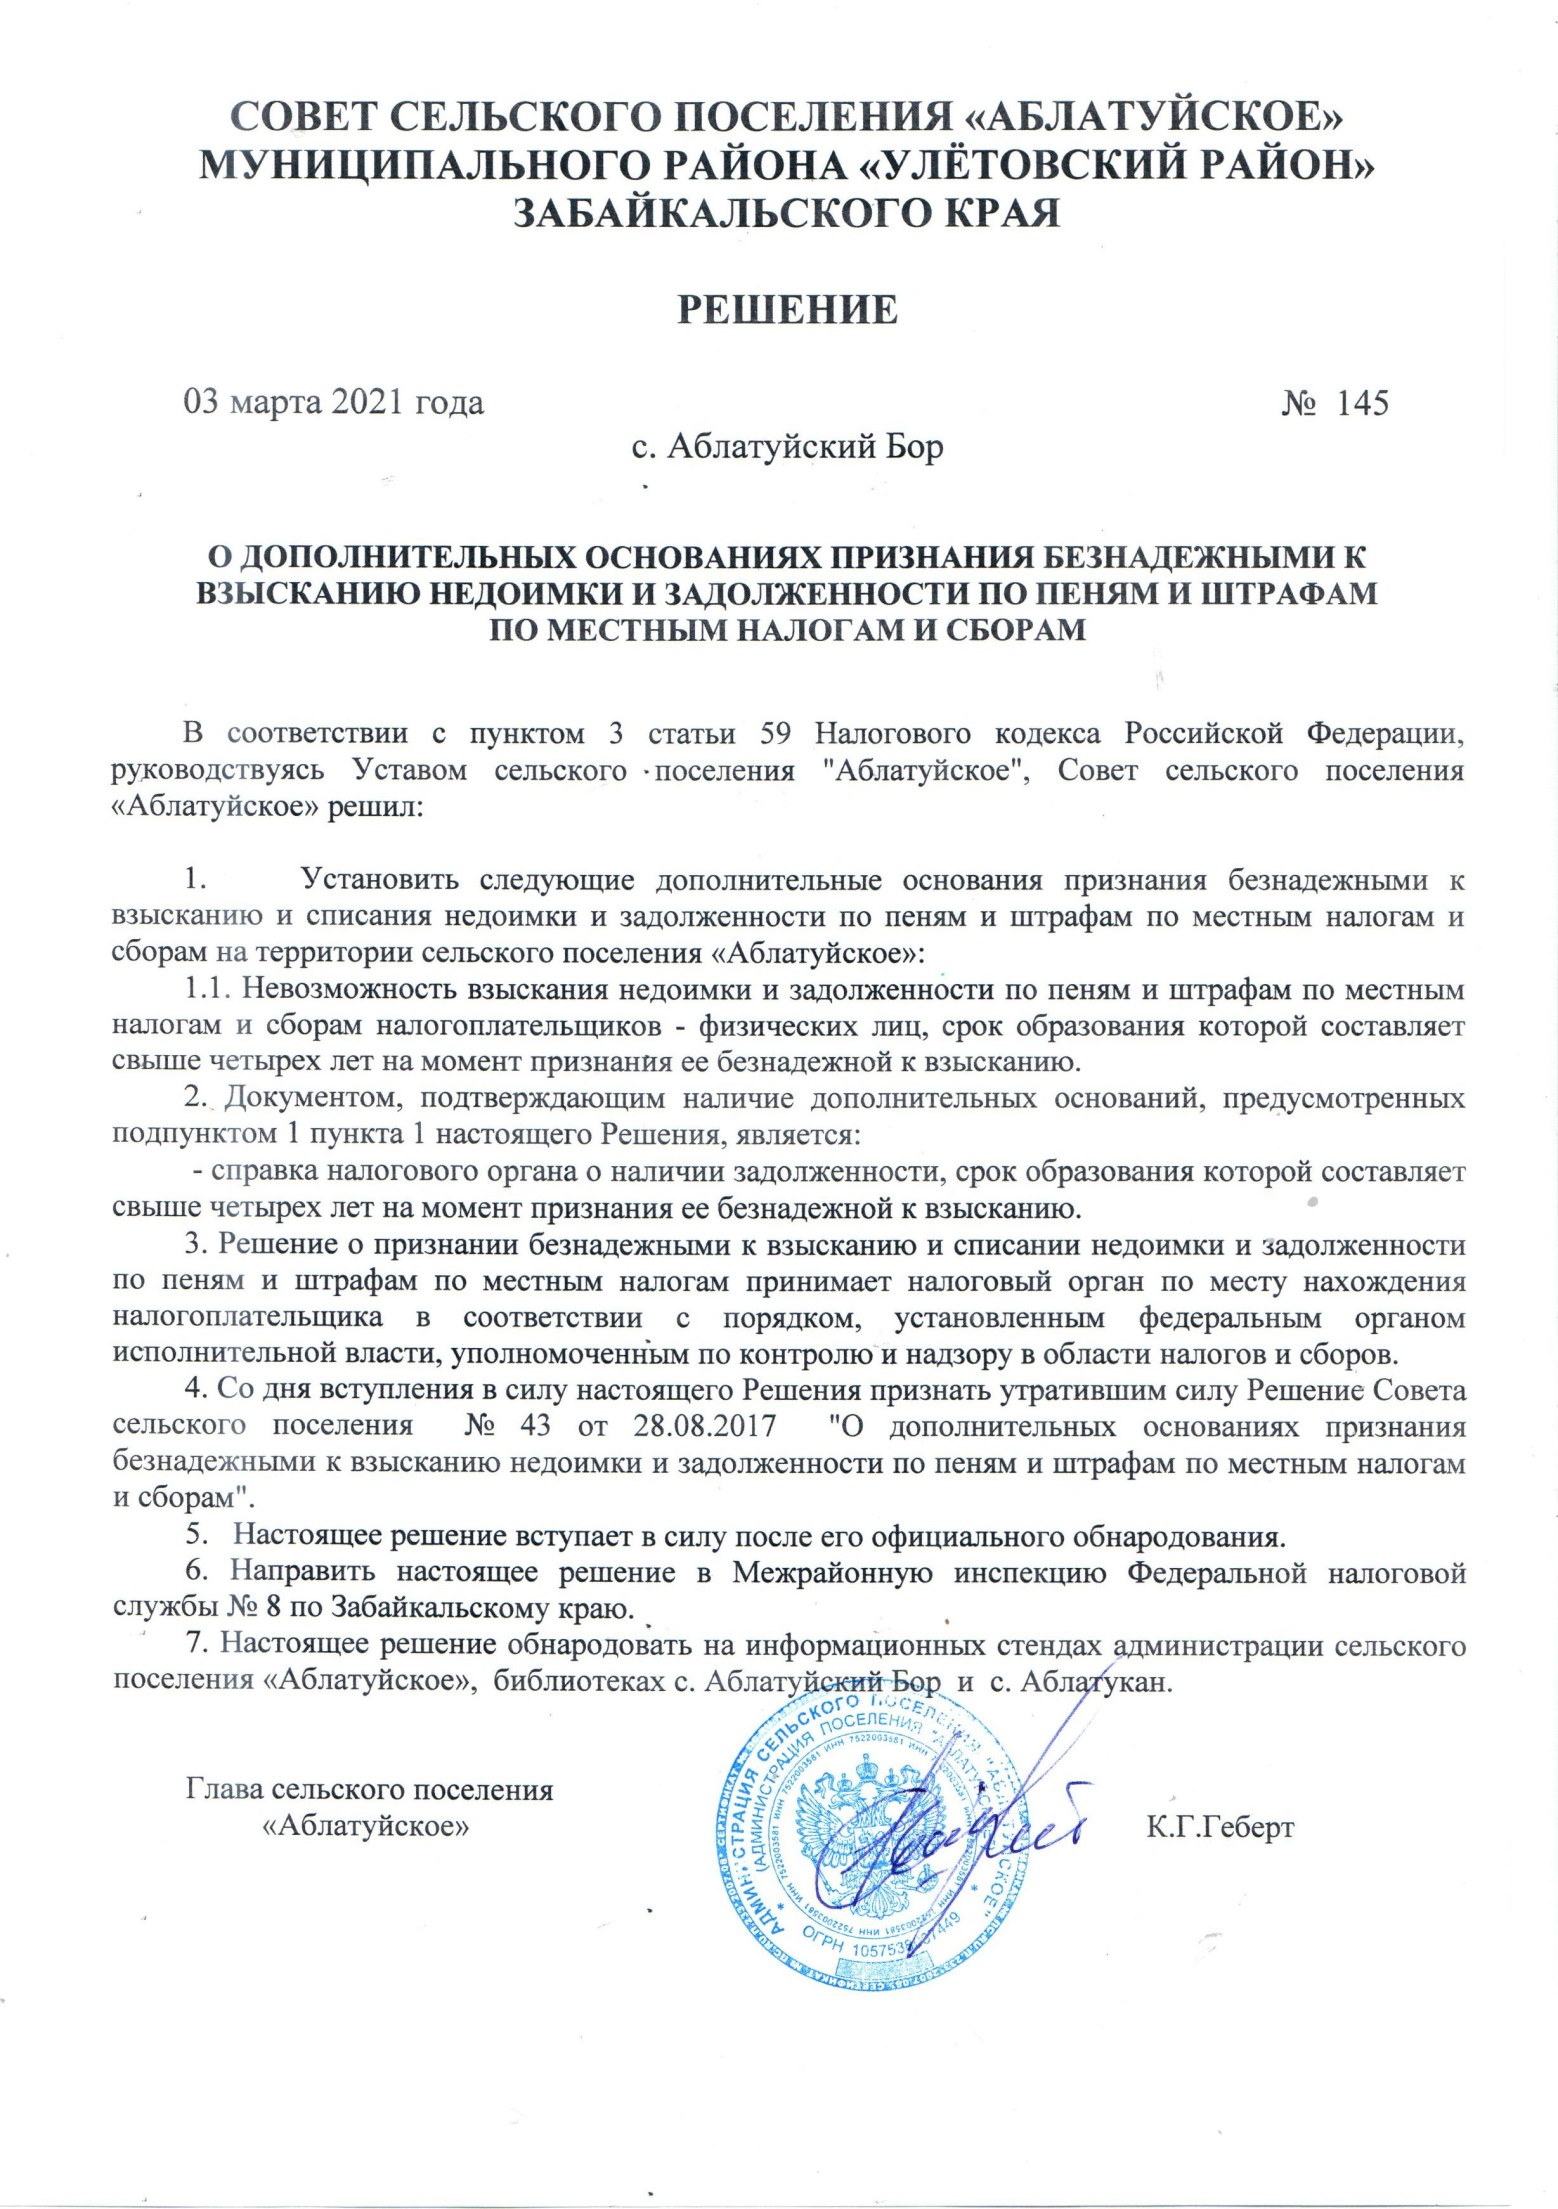 СОВЕТ СЕЛЬСКОГО ПОСЕЛЕНИЯ «АБЛАТУЙСКОЕ»
МУНИЦИПАЛЬНОГО РАЙОНА «УЛЁТОВСКИЙ РАЙОН»
ЗАБАЙКАЛЬСКОГО КРАЯ
РЕШЕНИЕ
03 марта 2021 года № 145
с. Аблатуйский Бор
О ДОПОЛНИТЕЛЬНЫХ ОСНОВАНИЯХ ПРИЗНАНИЯ БЕЗНАДЕЖНЫМИ К
ВЗЫСКАНИЮ НЕДОИМКИ И ЗАДОЛЖЕННОСТИ ПО ПЕНЯМ И ШТРАФАМ
ПО МЕСТНЫМ НАЛОГАМ И СБОРАМ
В соответствии с пунктом 3 статьи 59 Налогового кодекса Российской Федерации,
руководствуясь Уставом сельского поселения "Аблатуйское", Совет сельского поселения
«Аблатуйское» решил:
1. Установить следующие дополнительные основания признания безнадежными к
взысканию и списания недоимки и задолженности по пеням и штрафам по местным налогам и
сборам на территории сельского поселения «Аблатуйское»:
1.1. Невозможность взыскания недоимки и задолженности по пеням и штрафам по местным
налогам и сборам налогоплательщиков - физических лиц, срок образования которой составляет
свыше четырех лет на момент признания ее безнадежной к взысканию.
2. Документом, подтверждающим наличие дополнительных оснований, предусмотренных
подпунктом 1 пункта 1 настоящего Решения, является:
- справка налогового органа о наличии задолженности, срок образования которой составляет
свыше четырех лет на момент признания ее безнадежной к взысканию.
3. Решение о признании безнадежными к взысканию и списании недоимки и задолженности
по пеням и штрафам по местным налогам принимает налоговый орган по месту нахождения
налогоплательщика в соответствии с порядком, установленным федеральным органом
исполнительной власти, уполномоченным по контролю и надзору в области налогов и сборов.
4. Со дня вступления в силу настоящего Решения признать утратившим силу Решение Совета
сельского поселения № 43 от 28.08.2017 "О дополнительных основаниях признания
безнадежными к взысканию недоимки и задолженности по пеням и штрафам по местным налогам
и сборам".
5. Настоящее решение вступает в силу после его официального обнародования.
6. Направить настоящее решение в Межрайонную инспекцию Федеральной налоговой
службы № 8 по Забайкальскому краю.
7. Настоящее решение обнародовать на информационных стендах администрации сельского
поселения «Аблатуйское», библиотеках с. Аблатуйский Бор и с. Аблатукан.
Глава сельского поселения
«Аблатуйское» К.Г.Геберт
АДМИНИСТРАЦИЯ СЕЛЬСКОГО ПОСЕЛЕНИЯ "АБЛАТУЙСКОЕ"
(АДМИНИСТРАЦИЯ ПОСЕЛЕНИЯ "АБЛАТУЙСКОЕ"
ИНН 7522003581
ОГРН